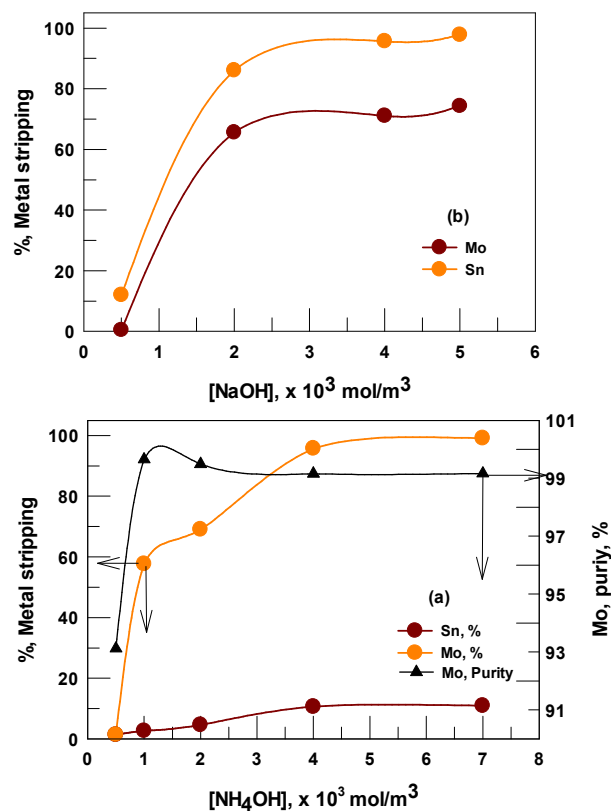 100
80
60
40
20
0
%, Metal stripping
(b)
Mo
Sn
0 1 2 3 4 5 6
[NaOH], x 10³ mol/m³
100
80
60
40
20
0
%, Metal stripping
101
99
97
95
93
91
Mo, puriy, %
(a)
Sn, %
Mo, %
Mo, Purity
0 1 2 3 4 5 6 7 8
[NH₄OH], x 10³ mol/m³